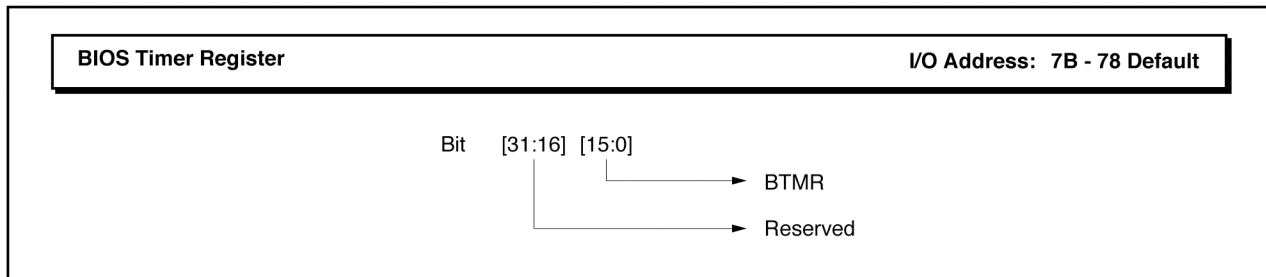 BIOS Timer Register I/O Address: 7B - 78 Default
Bit [31:16] [15:0]
BTMR
Reserved